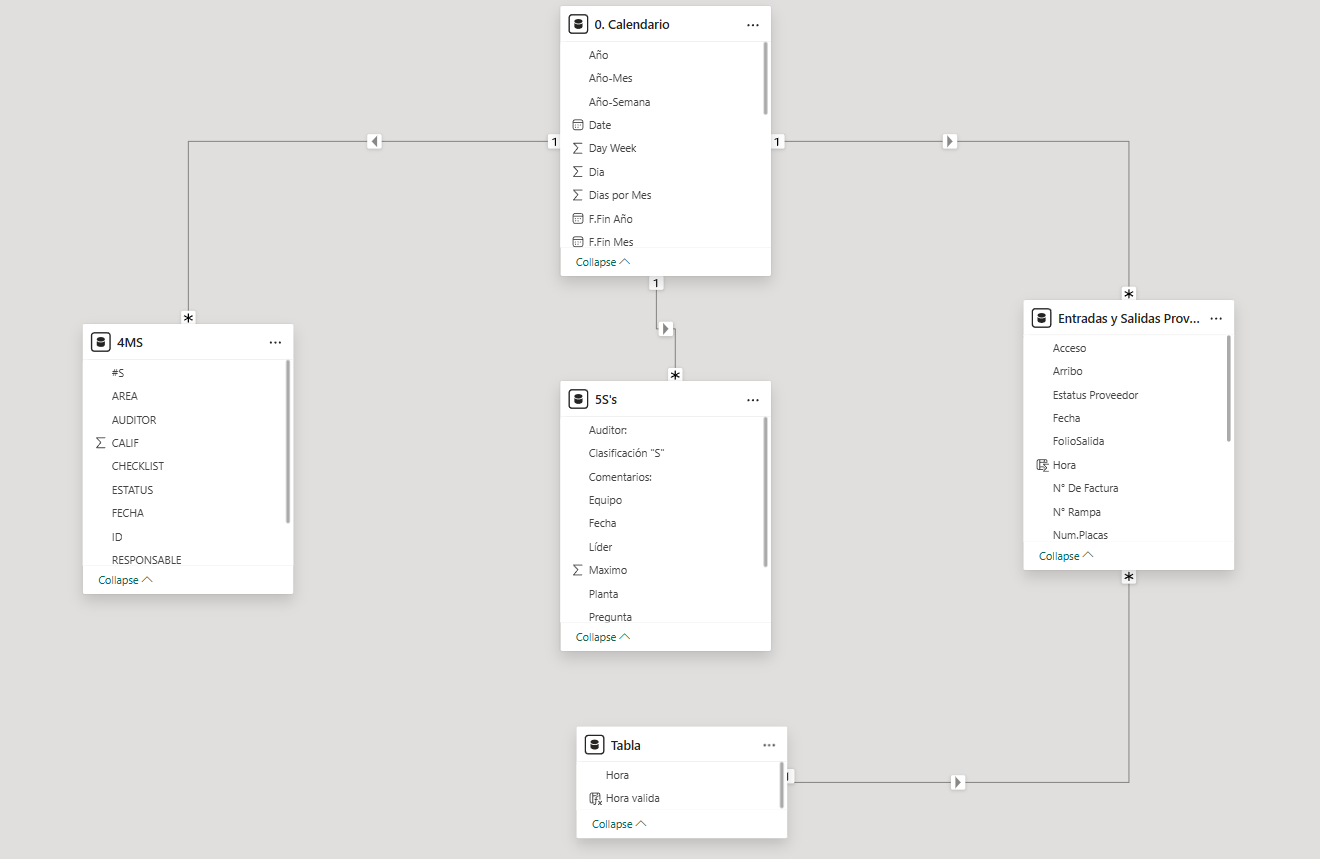 0. Calendario
Año
Año-Mes
Año-Semana
Date
Day Week
Dia
Dias por Mes
F.Fin Año
F.Fin Mes
Collapse
1
1
1
*
4MS
#S
AREA
AUDITOR
CALIF
CHECKLIST
ESTATUS
FECHA
ID
RESPONSABLE
Collapse
*
5S's
Auditor:
Clasificación "S"
Comentarios:
Equipo
Fecha
Líder
Maximo
Planta
Pregunta
Collapse
*
Entradas y Salidas Prov...
Acceso
Arribo
Estatus Proveedor
Fecha
FolioSalida
Hora
N° De Factura
N° Rampa
Num.Placas
Collapse
*
Tabla
Hora
Hora valida
Collapse
1